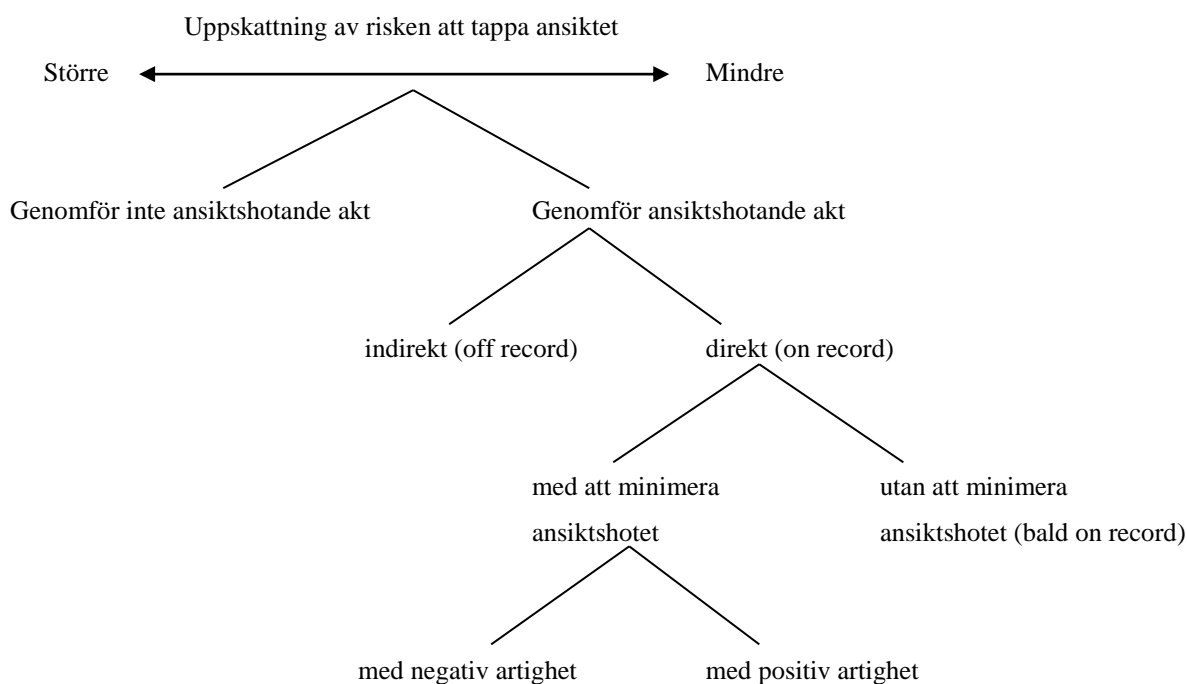 Uppskattning av risken att tappa ansiktet
Större
Mindre
Genomför inte ansiktshotande akt
Genomför ansiktshotande akt
indirekt (off record)
direkt (on record)
med att minimera
ansiktshotet
utan att minimera
ansiktshotet (bald on record)
med negativ artighet
med positiv artighet